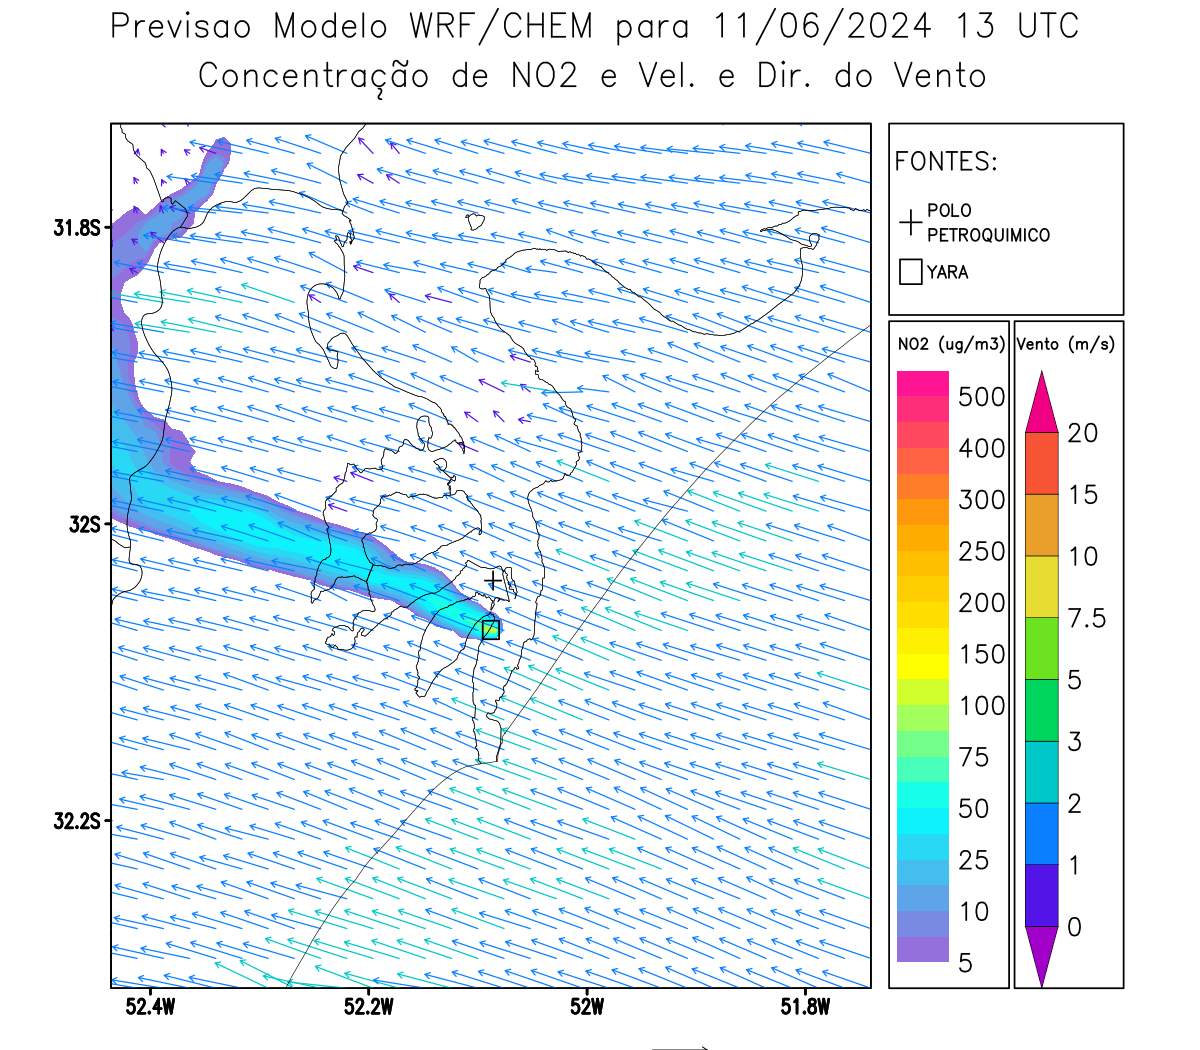 Previsao Modelo WRF/CHEM para 11/06/2024 13 UTC
Concentração de NO2 e Vel. e Dir. do Vento
FONTES:
POLO
PETROQUIMICO
YARA
31.8S
32S
32.2S
52.4W
52.2W
52W
51.8W
NO2 (ug/m3)
500
400
300
250
200
150
100
75
50
25
10
5
Vento (m/s)
20
15
10
7.5
5
3
2
1
0